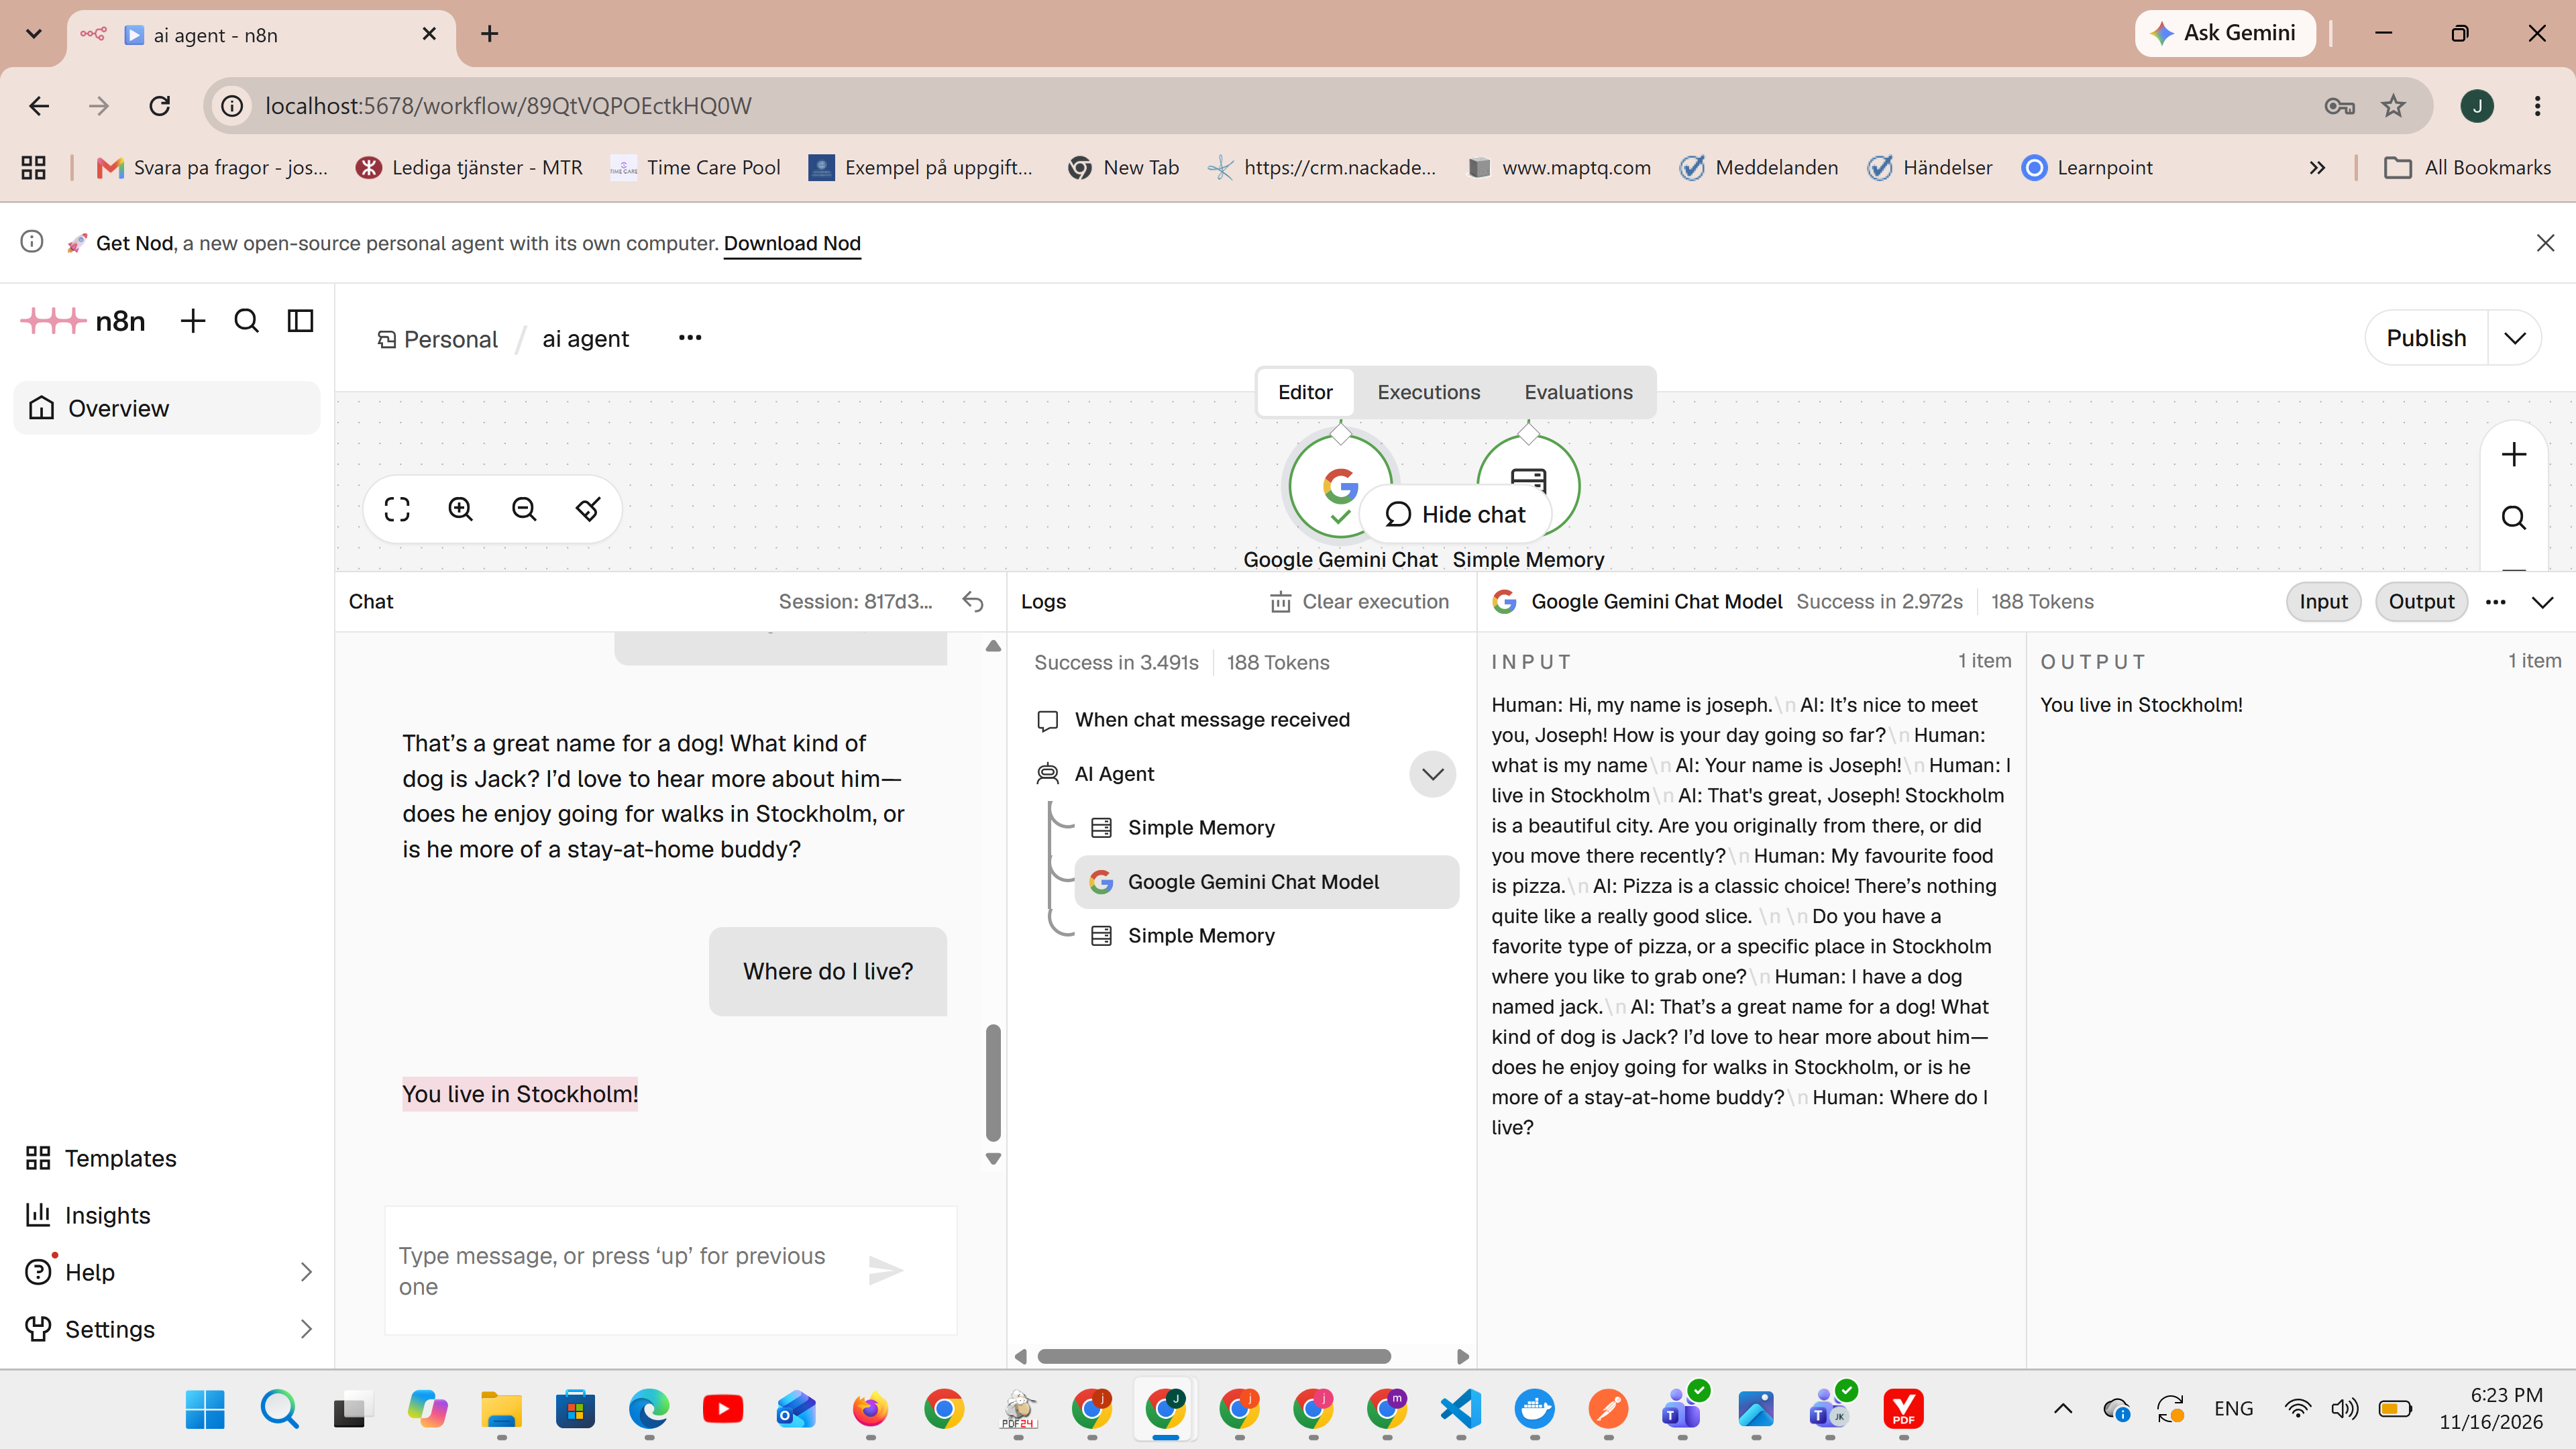 ai agent - n8n
Ask Gemini
localhost:5678/workflow/89QtVQPOEctkHQ0W
J
Svara pa fragor - jos...
Lediga tjänster - MTR
TIME CARE
Time Care Pool
Exempel på uppgift...
New Tab
https://crm.nackade...
www.maptq.com
Meddelanden
Händelser
Learnpoint
All Bookmarks
🚀 Get Nod, a new open-source personal agent with its own computer. Download Nod
n8n
Personal / ai agent
Publish
Overview
Editor
Executions
Evaluations
Hide chat
Google Gemini Chat
Simple Memory
Chat
Session: 817d3...
That’s a great name for a dog! What kind of
dog is Jack? I’d love to hear more about him—
does he enjoy going for walks in Stockholm, or
is he more of a stay-at-home buddy?
Where do I live?
You live in Stockholm!
Type message, or press ‘up’ for previous
one
Logs
Clear execution
Success in 3.491s
188 Tokens
When chat message received
AI Agent
Simple Memory
Google Gemini Chat Model
Simple Memory
Google Gemini Chat Model
Success in 2.972s
188 Tokens
Input
Output
INPUT
1 item
Human: Hi, my name is joseph.\n AI: It’s nice to meet
you, Joseph! How is your day going so far?\n Human:
what is my name\n AI: Your name is Joseph!\n Human: I
live in Stockholm\n AI: That's great, Joseph! Stockholm
is a beautiful city. Are you originally from there, or did
you move there recently?\n Human: My favourite food
is pizza.\n AI: Pizza is a classic choice! There’s nothing
quite like a really good slice. \n \n Do you have a
favorite type of pizza, or a specific place in Stockholm
where you like to grab one?\n Human: I have a dog
named jack.\n AI: That’s a great name for a dog! What
kind of dog is Jack? I’d love to hear more about him—
does he enjoy going for walks in Stockholm, or is he
more of a stay-at-home buddy?\n Human: Where do I
live?
OUTPUT
1 item
You live in Stockholm!
Templates
Insights
Help
Settings
PDF24
j
J
j
j
m
T
T
JK
PDF
ENG
6:23 PM
11/16/2026